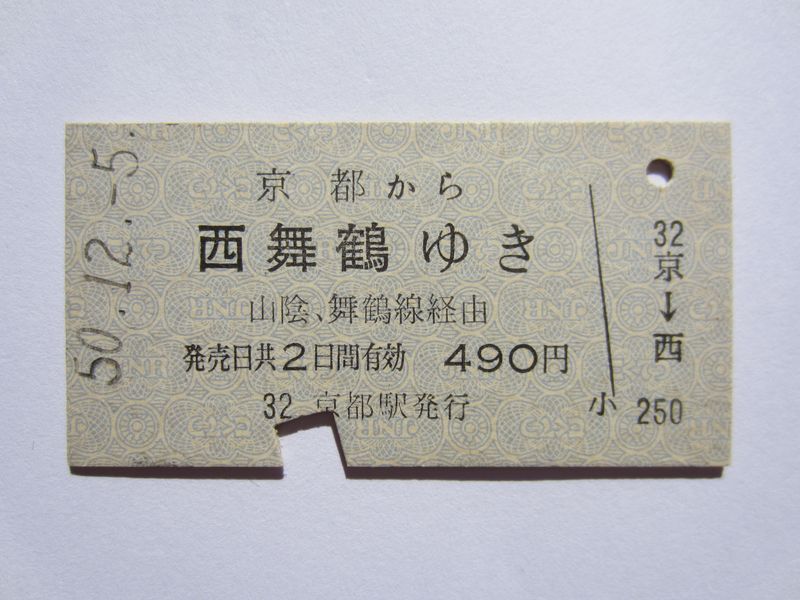 50.12.-5.
京都から
西舞鶴ゆき
山陰、舞鶴線経由
発売日共2日間有効 490円
32 京都駅発行
小
32
京→西
250